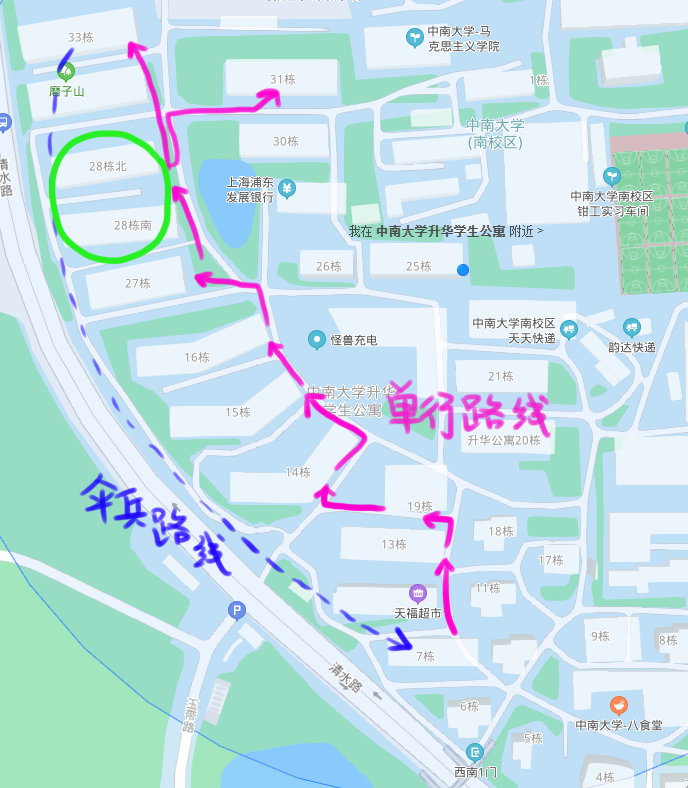 33栋
中南大学-马
克思主义学院
磨子山
31栋
1栋
30栋
中南大学
(南校区)
28栋北
清水路
上海浦东
发展银行
中南大学南校区
钳工实习车间
28栋南
我在 中南大学升华学生公寓 附近 >
26栋
25栋
27栋
中南大学南校区
天天快递
怪兽充电
韵达快递
16栋
21栋
中南大学升华
学生公寓
单行路线
15栋
升华公寓20栋
14栋
伞兵路线
19栋
13栋
18栋
17栋
11栋
天福超市
P
9栋
8栋
7栋
清水路
玉带路
6栋
中南大学-八食堂
5栋
西南1门
4栋